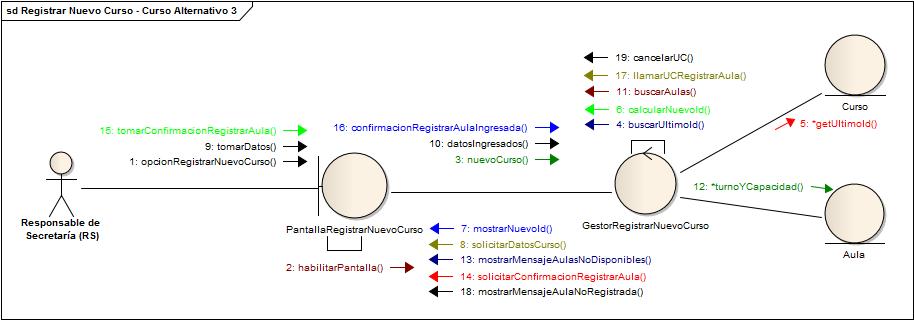 sd Registrar Nuevo Curso - Curso Alternativo 3
19: cancelarUC()
17: llamarUCRegistrarAula()
11: buscarAulas()
6: calcularNuevoId()
4: buscarUltimoId()
Curso
5: *getUltimoId()
15: tomarConfirmacionRegistrarAula()
9: tomarDatos()
1: opcionRegistrarNuevoCurso()
16: confirmacionRegistrarAulaIngresada()
10: datosIngresados()
3: nuevoCurso()
12: *turnoYCapacidad()
Responsable de
Secretaría (RS)
PantallaRegistrarNuevoCurso
GestorRegistrarNuevoCurso
Aula
2: habilitarPantalla()
7: mostrarNuevoId()
8: solicitarDatosCurso()
13: mostrarMensajeAulasNoDisponibles()
14: solicitarConfirmacionRegistrarAula()
18: mostrarMensajeAulaNoRegistrada()